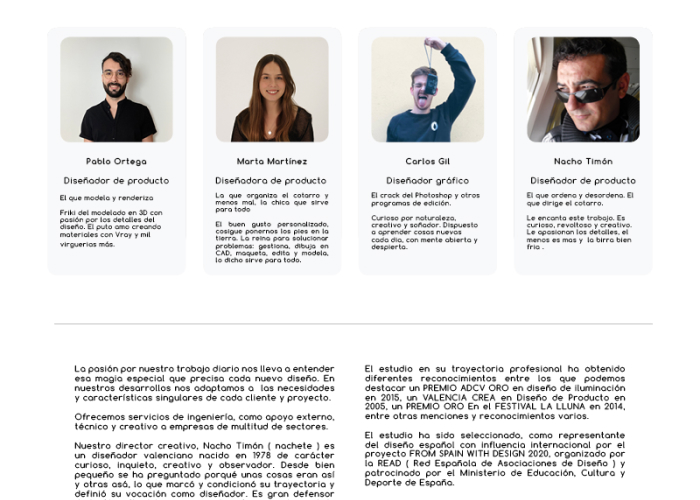 Pablo Ortega
Diseñador de producto
El que modela y renderiza
Friki del modelado en 3D con
pasión por los detalles del
diseño. El puto amo creando
materiales con Vray y mil
virguerías más.
Marta Martínez
Diseñadora de producto
La que organiza el cotarro y
menos mal, la chica que sirve
para todo
El buen gusto personalizado,
cosigue ponernos los pies en la
tierra. La reina para solucionar
problemas: gestiona, dibuja en
CAD, maqueta, edita y modela,
lo dicho sirve para todo.
Carlos Gil
Diseñador gráfico
El crack del Photoshop y otros
programas de edición.
Curioso por naturaleza,
creativo y soñador. Dispuesto
a aprender cosas nuevas
cada día, con mente abierta y
despierta.
Nacho Timón
Diseñador de producto
El que ordena y desordena. El
que dirige el cotarro.
Le encanta este trabajo. Es
curioso, revoltoso y creativo.
Le apasionan los detalles, el
menos es mas y la birra bien
fria .
La pasión por nuestro trabajo diario nos lleva a entender
esa magia especial que precisa cada nuevo diseño. En
nuestros desarrollos nos adaptamos a las necesidades
y características singulares de cada cliente y proyecto.
Ofrecemos servicios de ingeniería, como apoyo externo,
técnico y creativo a empresas de multitud de sectores.
Nuestro director creativo, Nacho Timón ( nachete ) es
un diseñador valenciano nacido en 1978 de carácter
curioso, inquieto, creativo y observador. Desde bien
pequeño se ha preguntado porqué unas cosas eran así
y otras asá, lo que marcó y condicionó su trayectoria y
definió su vocación como diseñador. Es gran defensor
El estudio en su trayectoria profesional ha obtenido
diferentes reconocimientos entre los que podemos
destacar un PREMIO ADCV ORO en diseño de iluminación
en 2015, un VALENCIA CREA en Diseño de Producto en
2005, un PREMIO ORO En el FESTIVAL LA LLUNA en 2014,
entre otras menciones y reconocimientos varios.
El estudio ha sido seleccionado, como representante
del diseño español con influencia internacional por el
proyecto FROM SPAIN WITH DESIGN 2020, organizado por
la READ ( Red Española de Asociaciones de Diseño ) y
patrocinado por el Ministerio de Educación, Cultura y
Deporte de España.